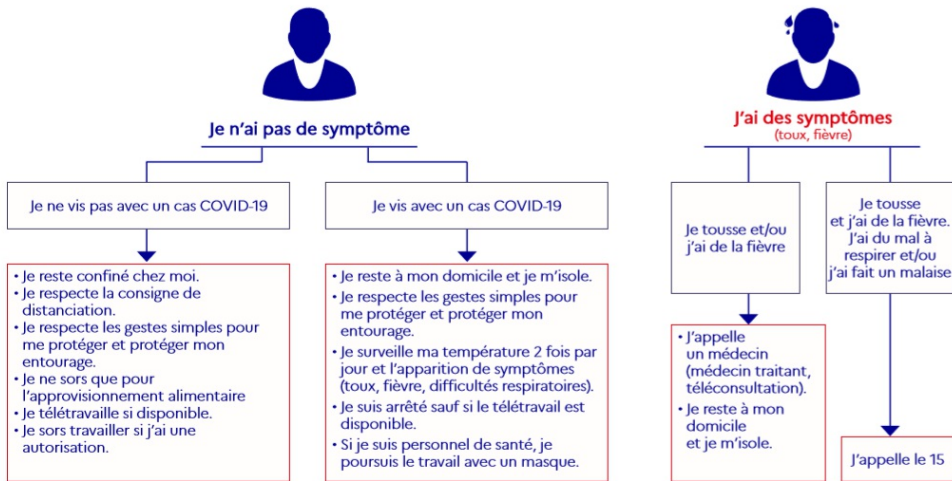 Je n'ai pas de symptôme
Je ne vis pas avec un cas COVID-19
• Je reste confiné chez moi.
• Je respecte la consigne de
distanciation.
• Je respecte les gestes simples pour
me protéger et protéger mon
entourage.
• Je ne sors que pour
l'approvisionnement alimentaire
• Je télétravaille si disponible.
• Je sors travailler si j'ai une
autorisation.
Je vis avec un cas COVID-19
• Je reste à mon domicile et je m'isole.
• Je respecte les gestes simples pour
me protéger et protéger mon
entourage.
• Je surveille ma température 2 fois par
jour et l'apparition de symptômes
(toux, fièvre, difficultés respiratoires).
• Je suis arrêté sauf si le télétravail est
disponible.
• Si je suis personnel de santé, je
poursuis le travail avec un masque.
J'ai des symptômes
(toux, fièvre)
Je tousse et/ou
j'ai de la fièvre
• J'appelle
un médecin
(médecin traitant,
téléconsultation).
• Je reste à mon
domicile
et je m'isole.
Je tousse
et j'ai de la fièvre.
J'ai du mal à
respirer et/ou
j'ai fait un malaise
J'appelle le 15